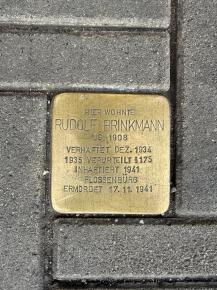 HIER WOHNTE
RUDOLF BRINKMANN
JG. 1908
VERHAFTET DEZ. 1934
1935 VERURTEILT §175
INHAFTIERT 1941
FLOSSENBÜRG
ERMORDET 17.11.1941